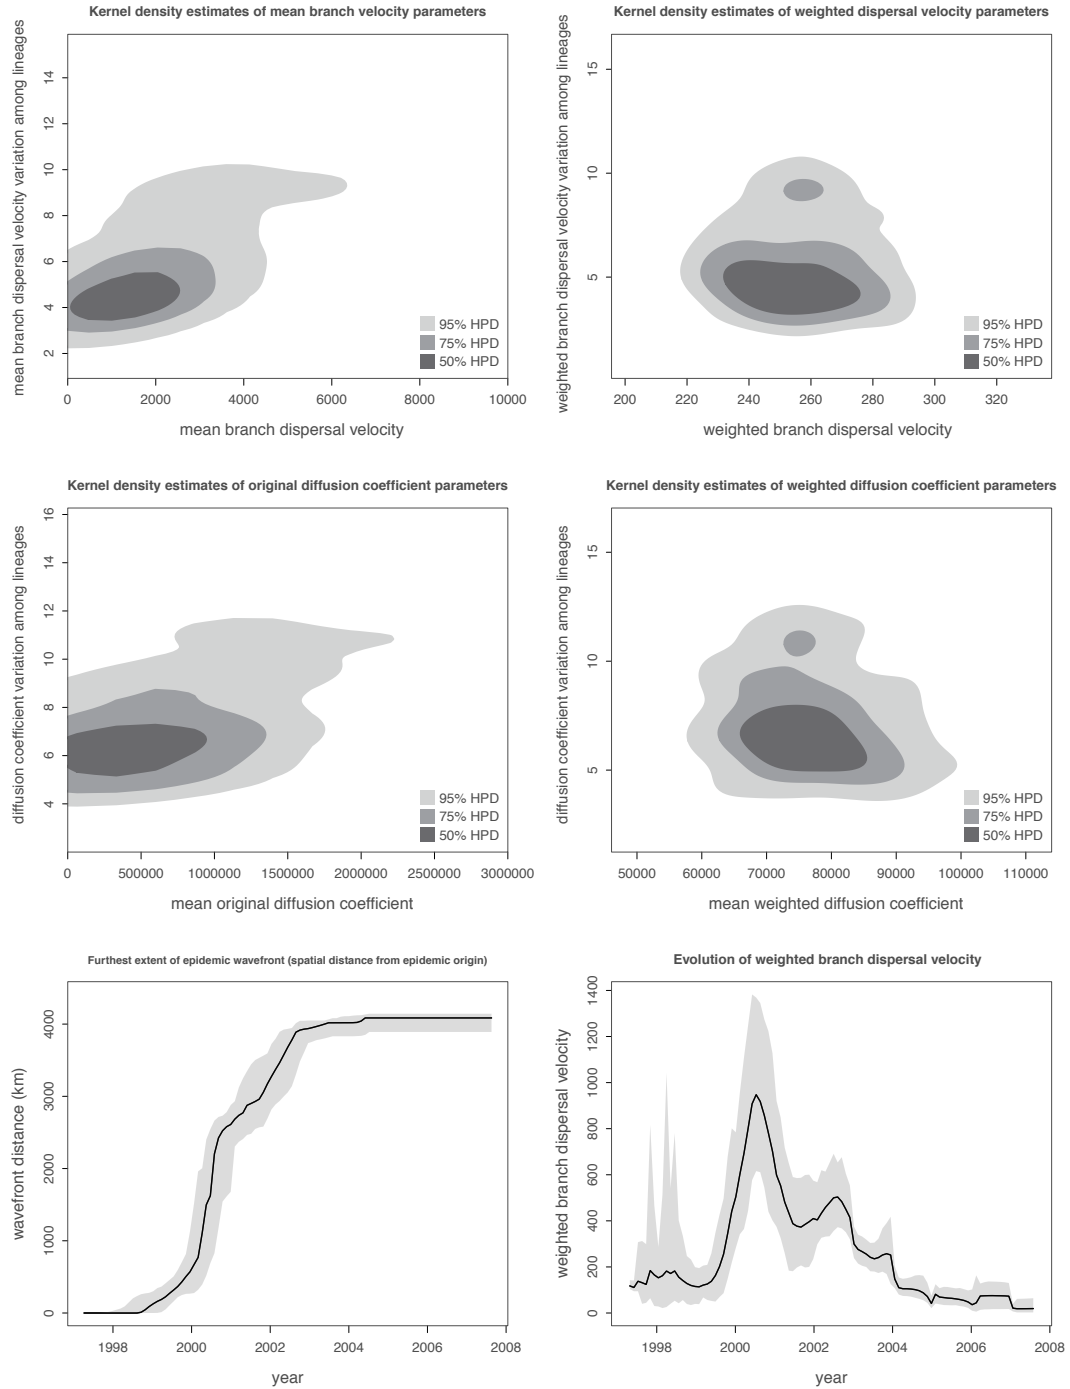 Kernel density estimates of mean branch velocity parameters
mean branch dispersal velocity variation among lineages
14
12
10
8
6
4
2
95% HPD
75% HPD
50% HPD
0 2000 4000 6000 8000 10000
mean branch dispersal velocity
Kernel density estimates of weighted dispersal velocity parameters
weighted branch dispersal velocity variation among lineages
15
10
5
95% HPD
75% HPD
50% HPD
200 220 240 260 280 300 320
weighted branch dispersal velocity
Kernel density estimates of original diffusion coefficient parameters
diffusion coefficient variation among lineages
16
14
12
10
8
6
4
95% HPD
75% HPD
50% HPD
0 500000 1000000 1500000 2000000 2500000 3000000
mean original diffusion coefficient
Kernel density estimates of weighted diffusion coefficient parameters
diffusion coefficient variation among lineages
15
10
5
95% HPD
75% HPD
50% HPD
50000 60000 70000 80000 90000 100000 110000
mean weighted diffusion coefficient
Furthest extent of epidemic wavefront (spatial distance from epidemic origin)
wavefront distance (km)
4000
3000
2000
1000
0
1998 2000 2002 2004 2006 2008
year
Evolution of weighted branch dispersal velocity
weighted branch dispersal velocity
1400
1200
1000
800
600
400
200
0
1998 2000 2002 2004 2006 2008
year